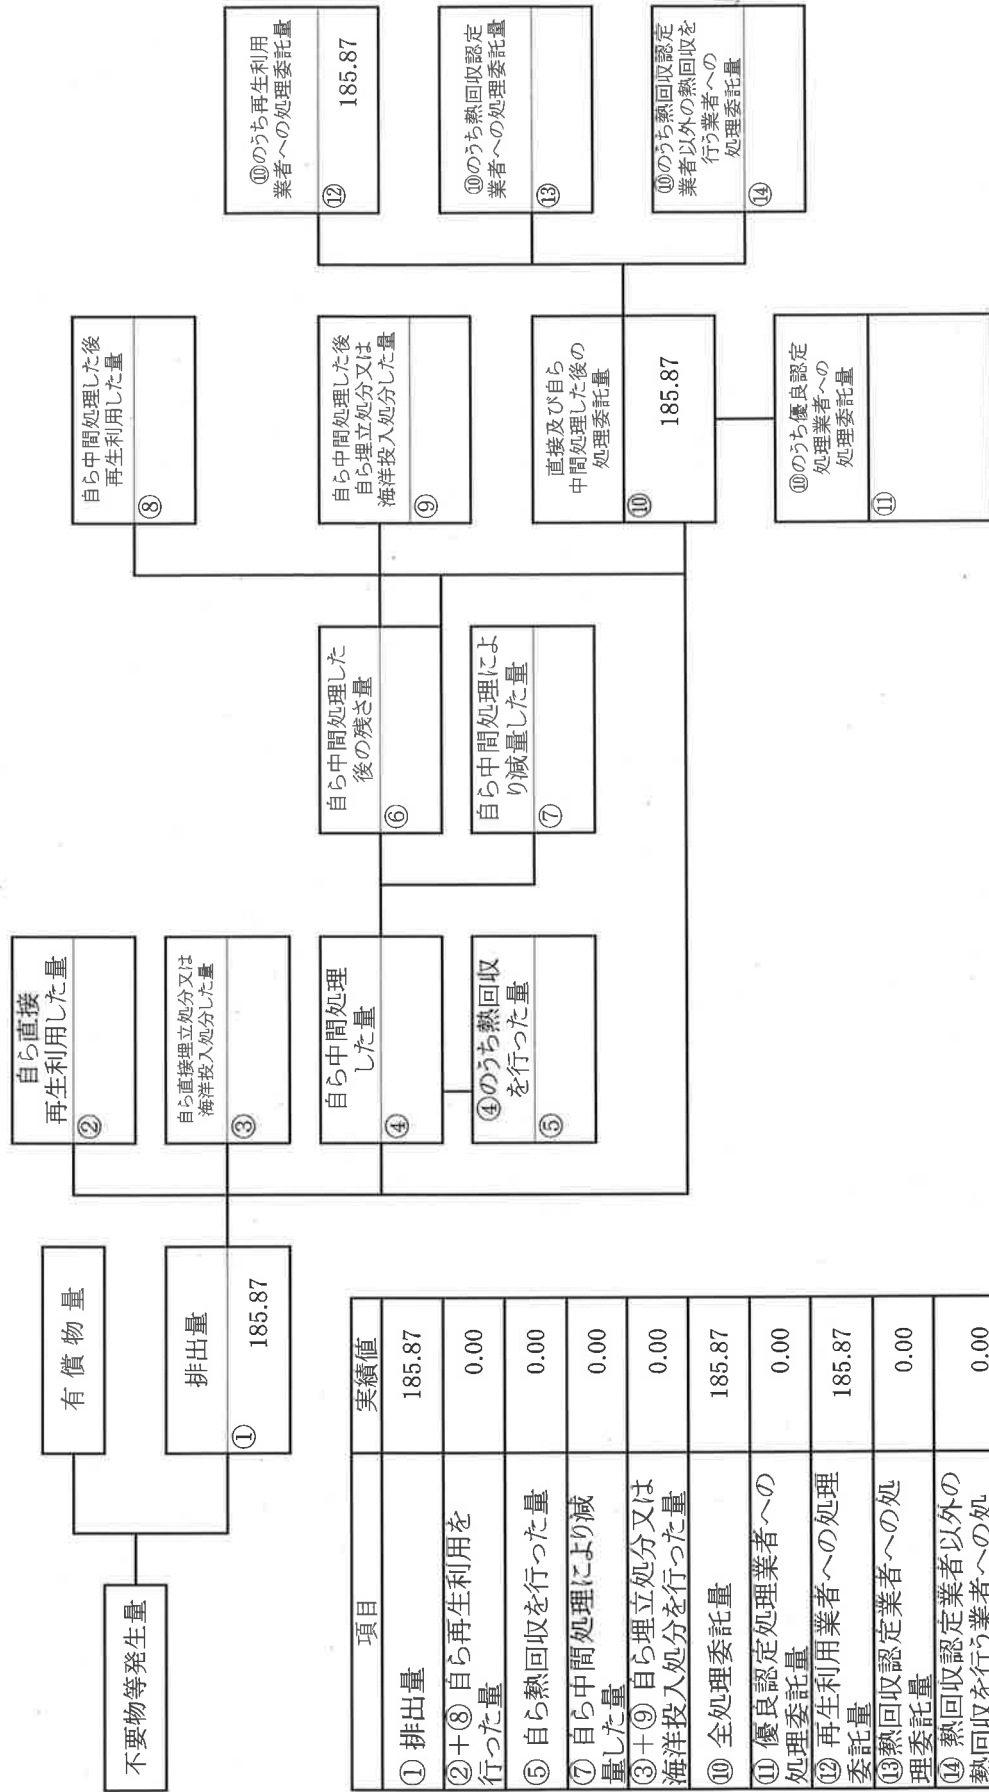 不要物等発生量
有償物量
排出量
①
185.87
自ら直接
再生利用した量
②
自ら直接埋立処分又は
海洋投入処分した量
③
自ら中間処理
した量
④
④のうち熱回収
を行った量
⑤
自ら中間処理した
後の残さ量
⑥
自ら中間処理によ
り減量した量
⑦
自ら中間処理した後
再生利用した量
⑧
自ら中間処理した後
自ら埋立処分又は
海洋投入処分した量
⑨
直接及び自ら
中間処理した後の
処理委託量
⑩
185.87
⑩のうち優良認定
処理業者への
処理委託量
⑪
⑩のうち再生利用
業者への処理委託量
⑫
185.87
⑩のうち熱回収認定
業者への処理委託量
⑬
⑩のうち熱回収認定
業者以外の熱回収を
行う業者への
処理委託量
⑭
項目 実績値
① 排出量 185.87
②+⑧ 自ら再生利用を
行った量 0.00
⑤ 自ら熱回収を行った量 0.00
⑦ 自ら中間処理により減
量した量 0.00
③+⑨ 自ら埋立処分又は
海洋投入処分を行った量 0.00
⑩ 全処理委託量 185.87
⑪ 優良認定処理業者への
処理委託量 0.00
⑫ 再生利用業者への処理
委託量 185.87
⑬熱回収認定業者への処
理委託量 0.00
⑭ 熱回収認定業者以外の
熱回収を行う業者への処 0.00